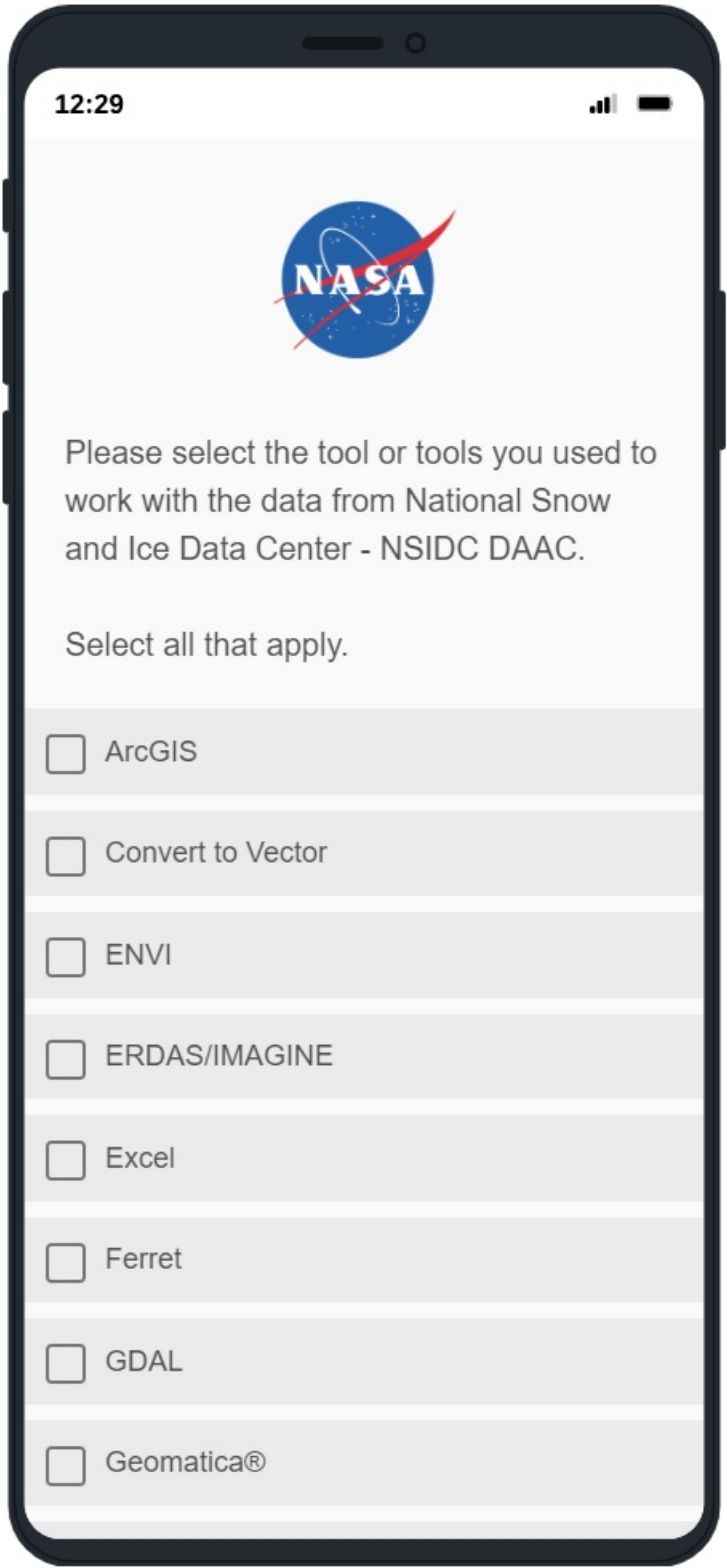 12:29
NASA
Please select the tool or tools you used to
work with the data from National Snow
and Ice Data Center - NSIDC DAAC.
Select all that apply.
ArcGIS
Convert to Vector
ENVI
ERDAS/IMAGINE
Excel
Ferret
GDAL
Geomatica®